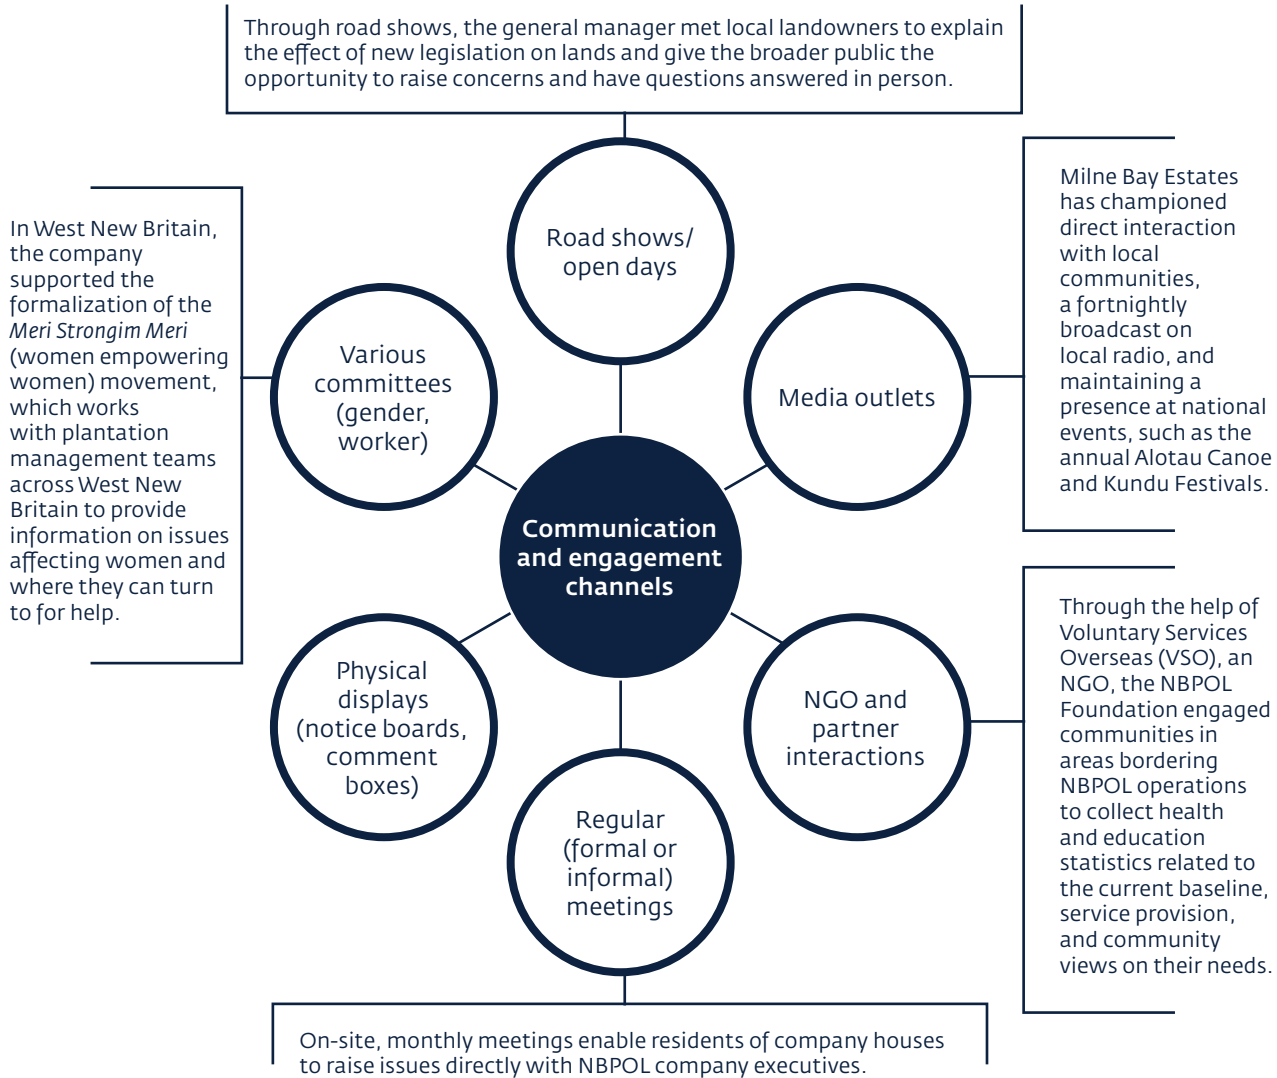 Through road shows, the general manager met local landowners to explain
the effect of new legislation on lands and give the broader public the
opportunity to raise concerns and have questions answered in person.
Road shows/
open days
In West New Britain,
the company
supported the
formalization of the
Meri Strongim Meri
(women empowering
women) movement,
which works
with plantation
management teams
across West New
Britain to provide
information on issues
affecting women and
where they can turn
to for help.
Various
committees
(gender,
worker)
Media outlets
Milne Bay Estates
has championed
direct interaction
with local
communities,
a fortnightly
broadcast on
local radio, and
maintaining a
presence at national
events, such as the
annual Alotau Canoe
and Kundu Festivals.
Communication
and engagement
channels
Physical
displays
(notice boards,
comment
boxes)
NGO and
partner
interactions
Through the help of
Voluntary Services
Overseas (VSO), an
NGO, the NBPOL
Foundation engaged
communities in
areas bordering
NBPOL operations
to collect health
and education
statistics related to
the current baseline,
service provision,
and community
views on their needs.
Regular
(formal or
informal)
meetings
On-site, monthly meetings enable residents of company houses
to raise issues directly with NBPOL company executives.